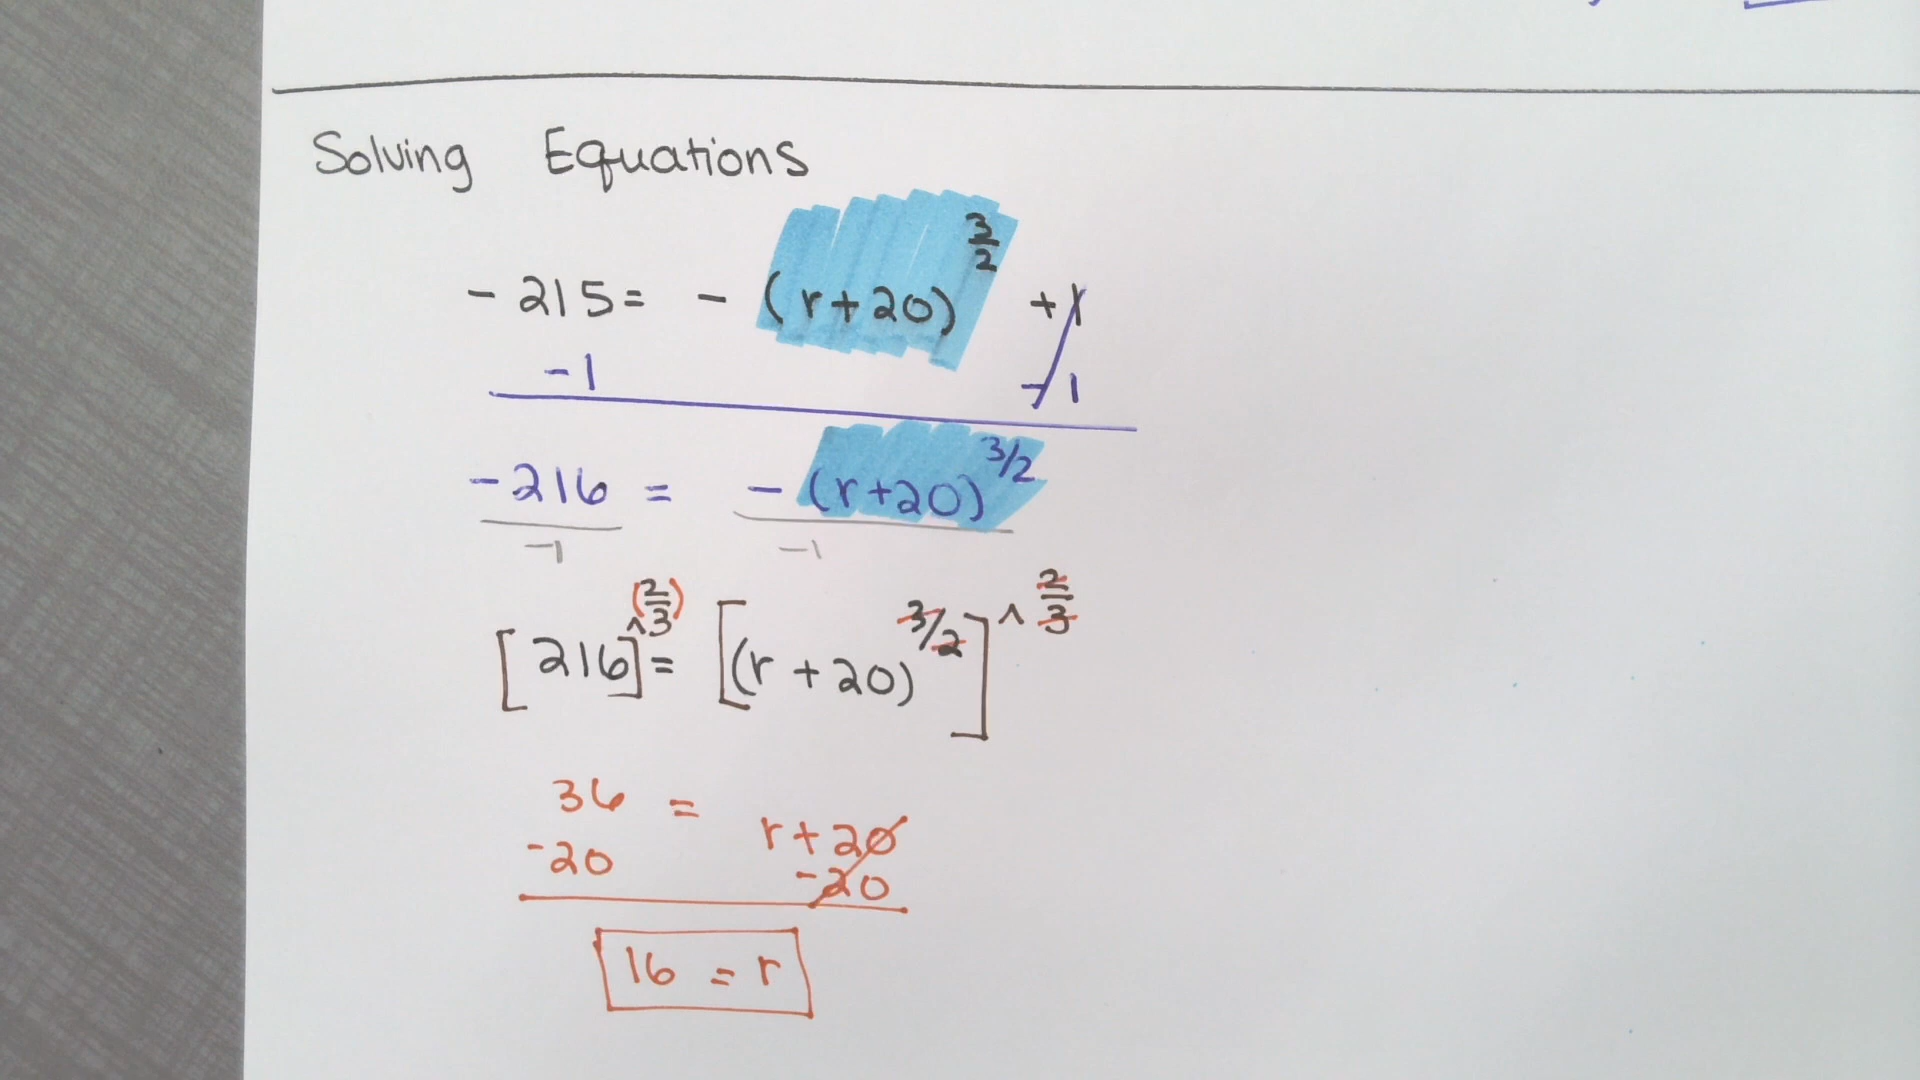 Solving Equations
- 215 = - (r+20)^(3/2) +1
-1 -1
-216 = -(r+20)^(3/2)
-1 -1
[216]^(2/3) = [(r+20)^(3/2)]^2/3
36 = r+20
-20 -20
16 = r